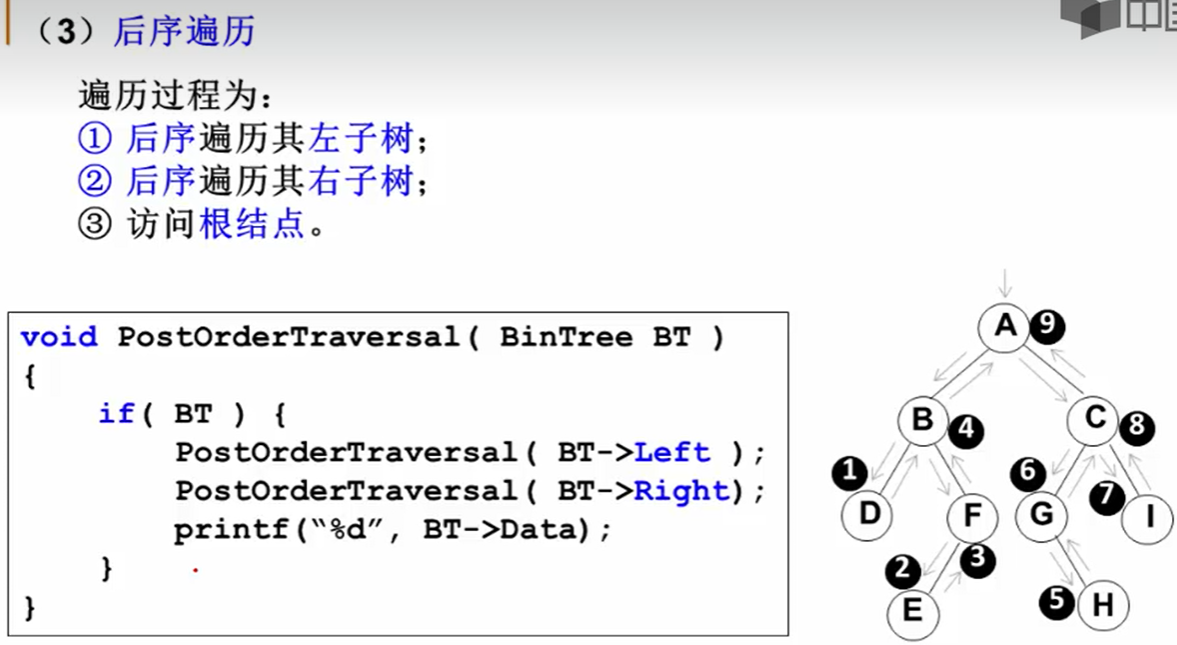 （3）后序遍历
中国
遍历过程为：
① 后序遍历其左子树；
② 后序遍历其右子树；
③ 访问根结点。
void PostOrderTraversal( BinTree BT )
{
if( BT ) {
PostOrderTraversal( BT->Left );
PostOrderTraversal( BT->Right);
printf(“%d”, BT->Data);
}
}
A 9
B 4 C 8
1 6 7
D F G I
2 3
E 5 H